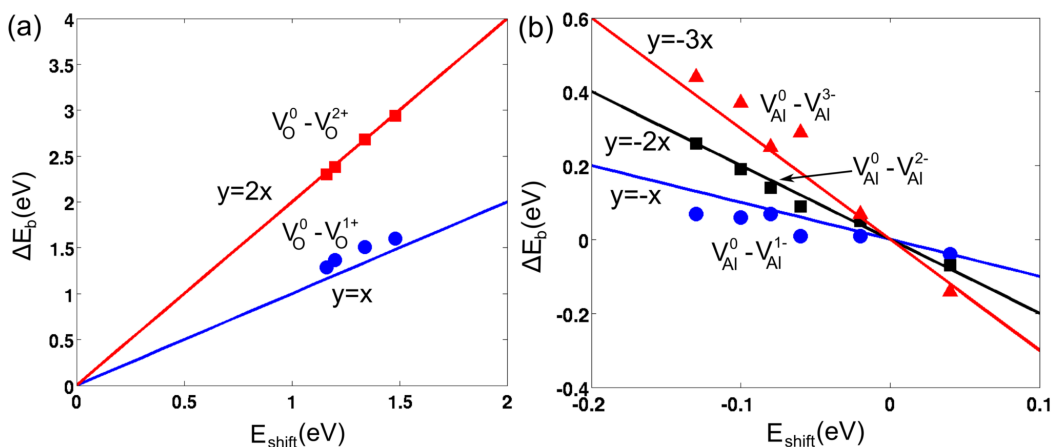 (a)
4
3.5
3
2.5
2
1.5
1
0.5
0
ΔE_b(eV)
V_O^0 - V_O^2+
y=2x
V_O^0 - V_O^1+
y=x
0 0.5 1 1.5 2
E_shift(eV)
(b)
0.6
0.4
0.2
0
-0.2
-0.4
ΔE_b(eV)
y=-3x
V_Al^0 - V_Al^3-
y=-2x
V_Al^0 - V_Al^2-
y=-x
V_Al^0 - V_Al^1-
-0.2 -0.1 0 0.1
E_shift(eV)